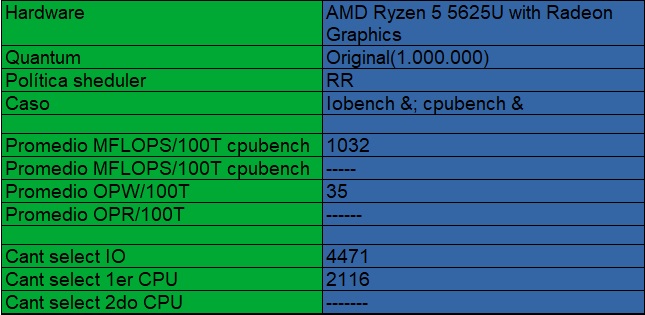 Hardware AMD Ryzen 5 5625U with Radeon
Graphics
Quantum Original(1.000.000)
Política sheduler RR
Caso Iobench &; cpubench &
Promedio MFLOPS/100T cpubench 1032
Promedio MFLOPS/100T cpubench -----
Promedio OPW/100T 35
Promedio OPR/100T ------
Cant select IO 4471
Cant select 1er CPU 2116
Cant select 2do CPU -------